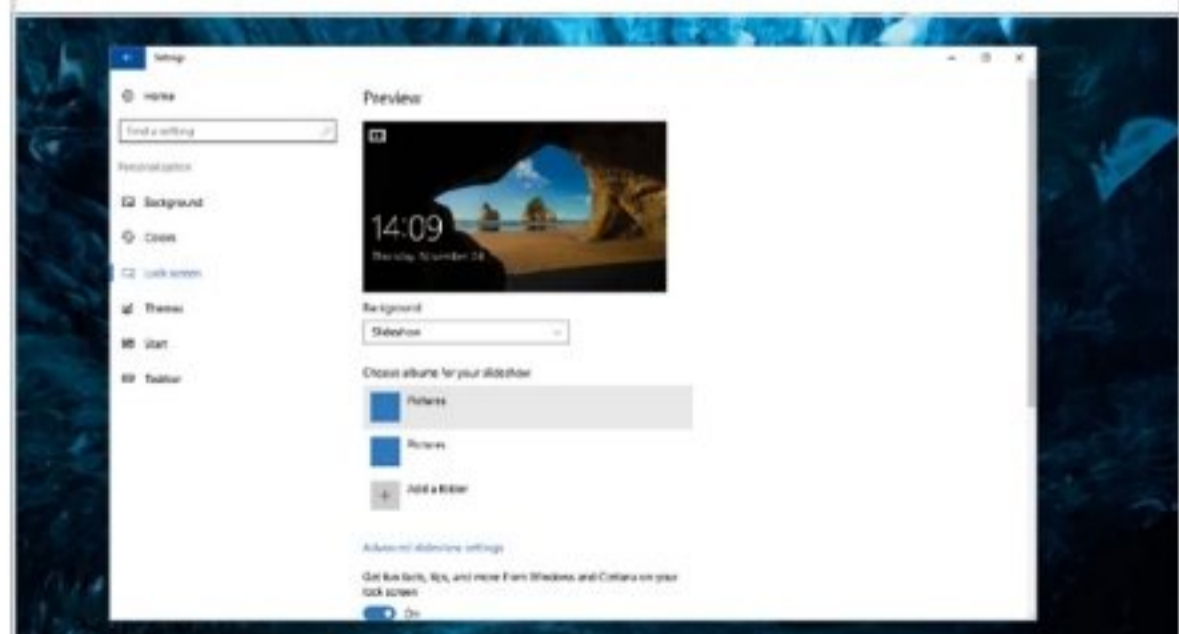 Settings
Home
Find a setting
Personalization
Background
Colors
Lock screen
Themes
Start
Taskbar
Preview
14:09
November
Background
Slideshow
Choose albums for your slideshow
Pictures
Pictures
Add a folder
Advanced slideshow settings
Get fun facts, tips, and more from Windows and Cortana on your
lock screen
On